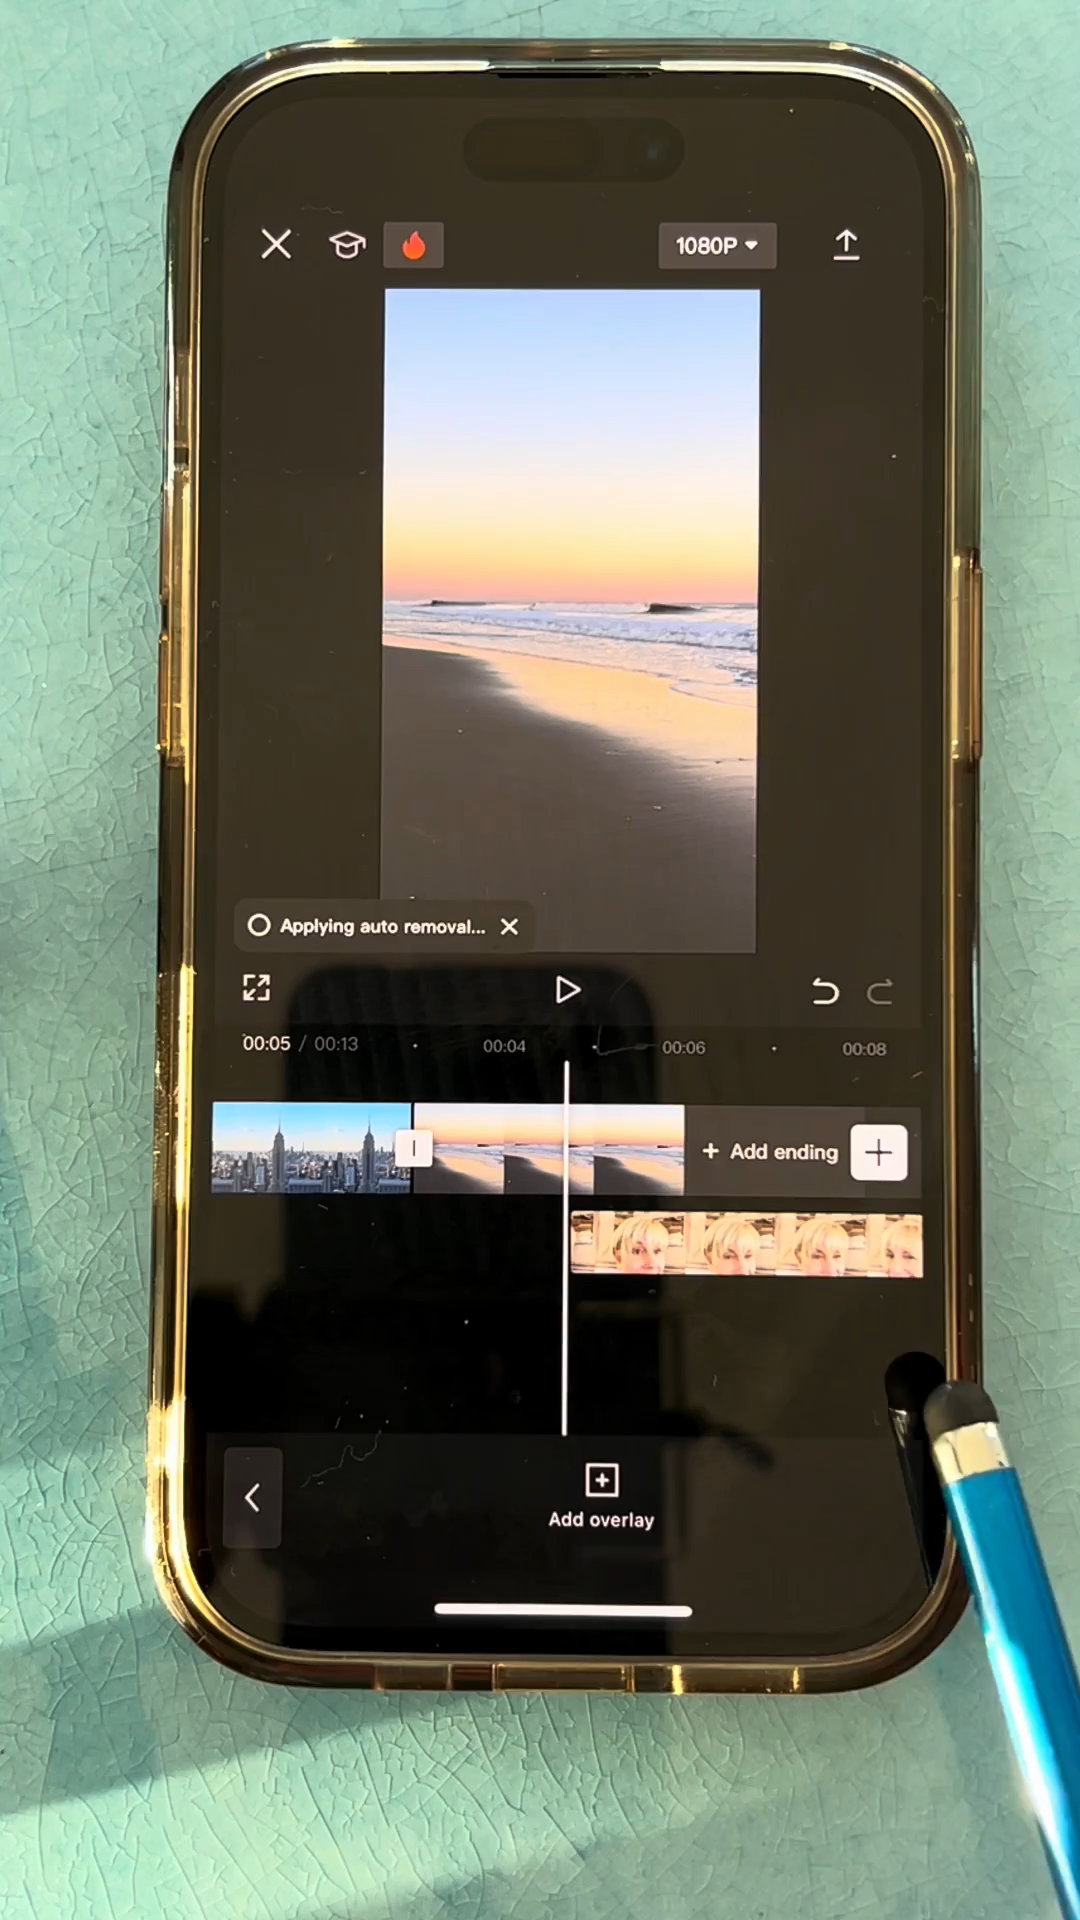 1080P
Applying auto removal...
00:05 / 00:13
00:04
00:06
00:08
+ Add ending
Add overlay